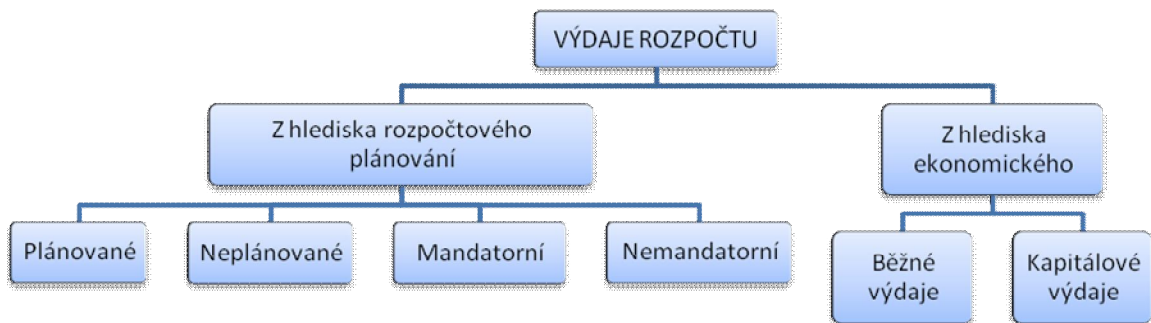 VÝDAJE ROZPOČTU
Z hlediska rozpočtového
plánování
Z hlediska
ekonomického
Plánované
Neplánované
Mandatorní
Nemandatorní
Běžné
výdaje
Kapitálové
výdaje